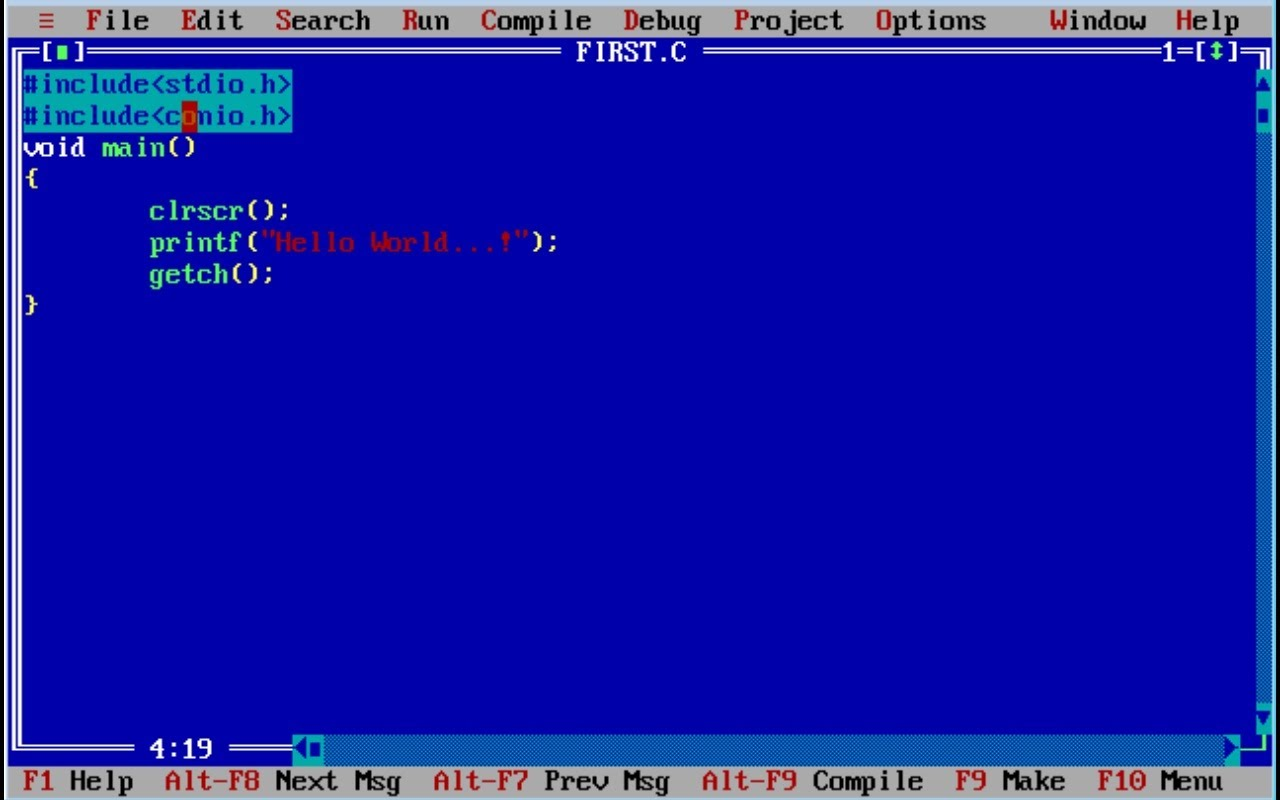 ≡ File Edit Search Run Compile Debug Project Options Window Help
[■] FIRST.C 1=[↕]
#include<stdio.h>
#include<conio.h>
void main()
{
clrscr();
printf("Hello World...!");
getch();
}
4:19
F1 Help Alt-F8 Next Msg Alt-F7 Prev Msg Alt-F9 Compile F9 Make F10 Menu